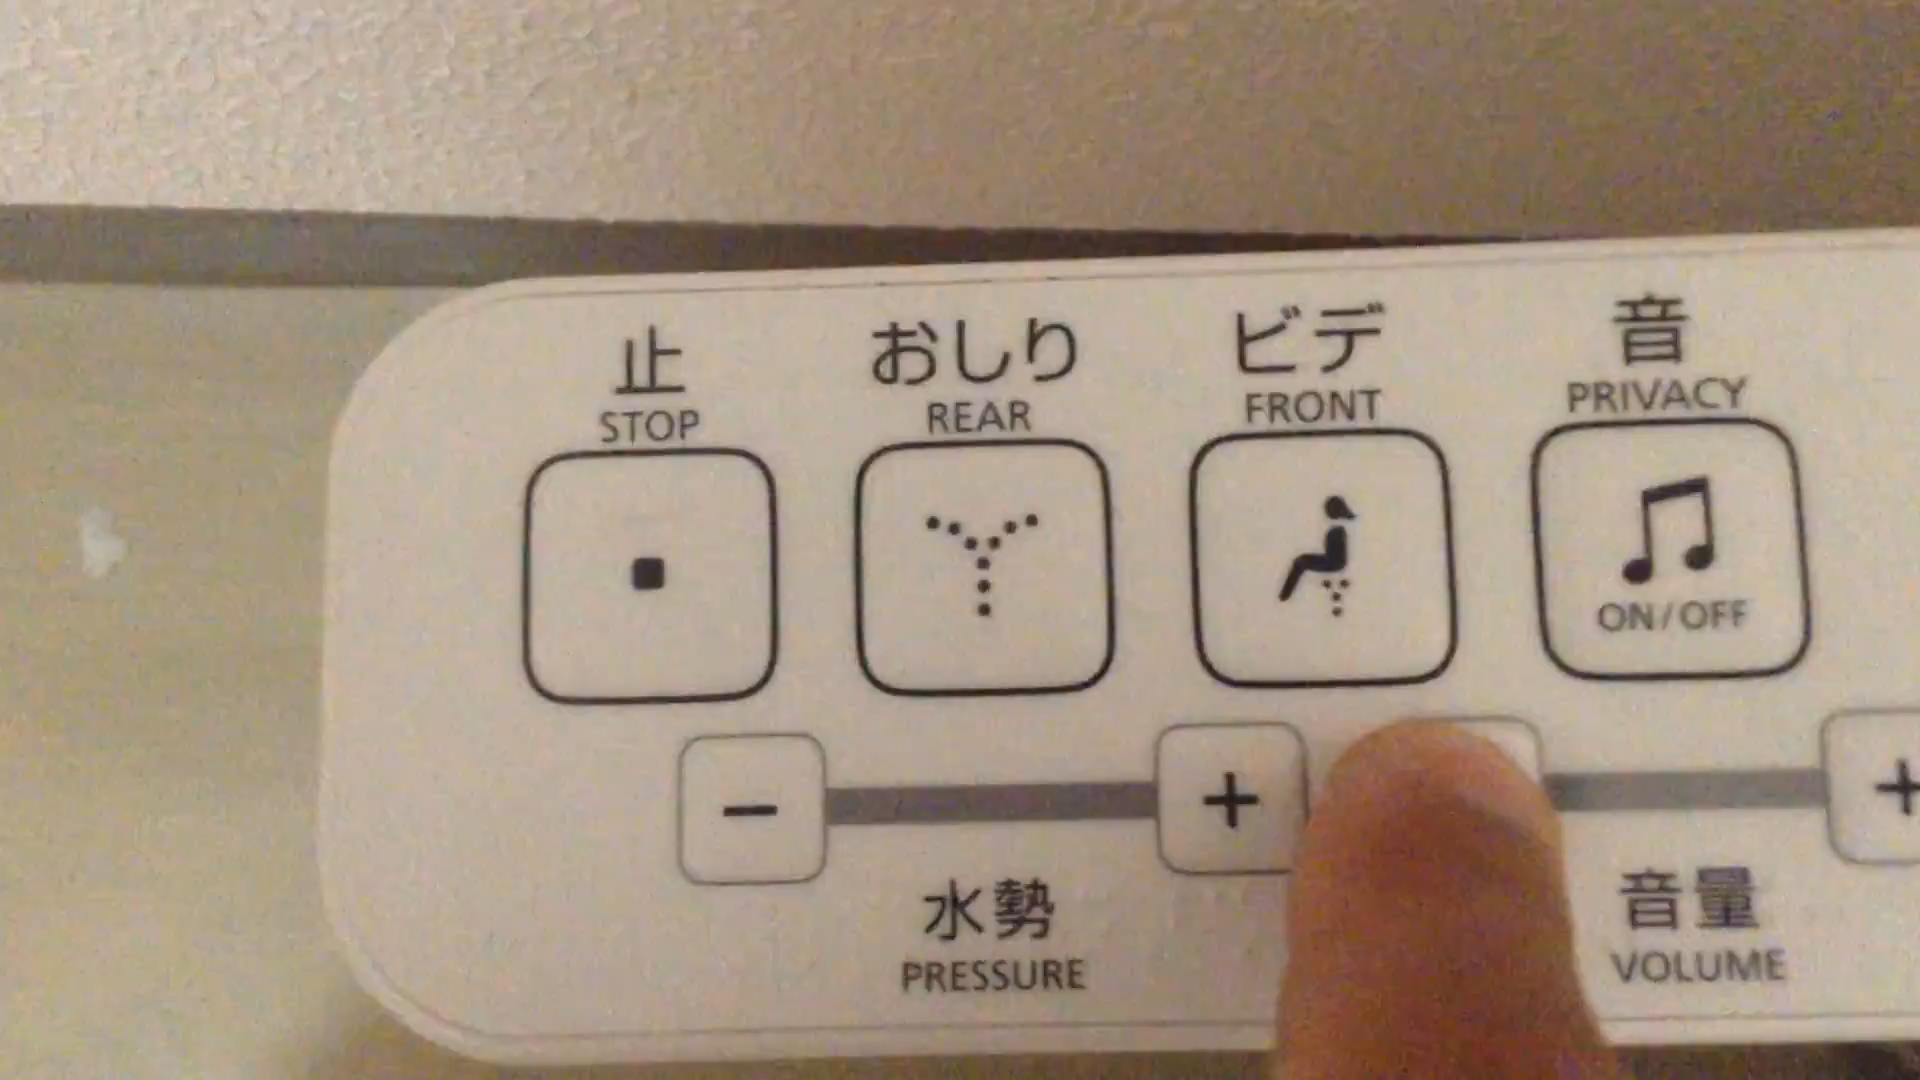 止
STOP
おしり
REAR
ビデ
FRONT
音
PRIVACY
ON/OFF
− +
+
水勢
PRESSURE
音量
VOLUME